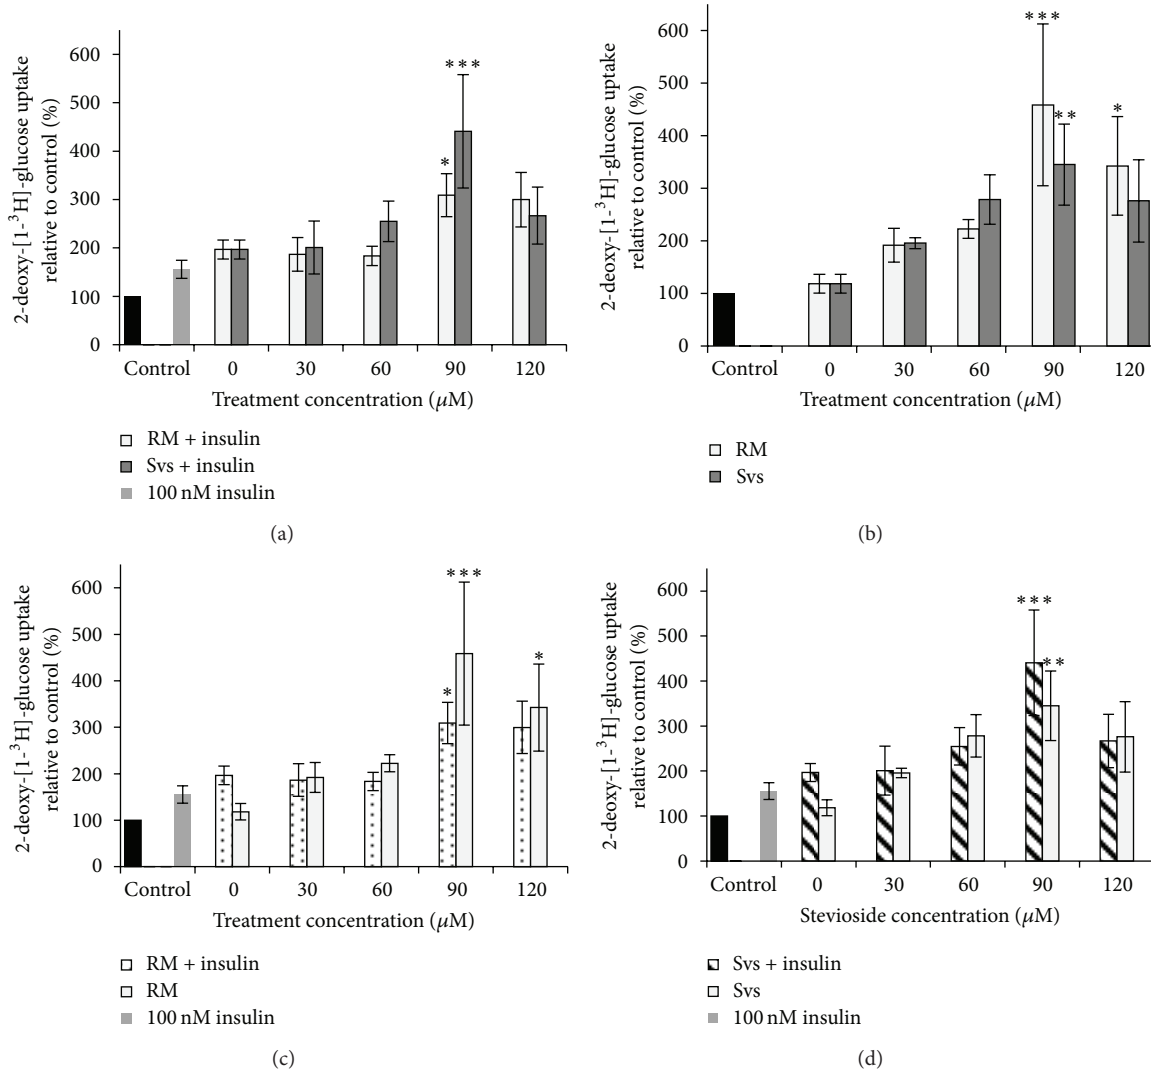 2-deoxy-[1-³H]-glucose uptake
relative to control (%)
600
500
400
300
200
100
0
***
*
Control 0 30 60 90 120
Treatment concentration (μM)
RM + insulin
Svs + insulin
100 nM insulin
(a)
2-deoxy-[1-³H]-glucose uptake
relative to control (%)
600
500
400
300
200
100
0
***
**
*
Control 0 30 60 90 120
Treatment concentration (μM)
RM
Svs
(b)
2-deoxy-[1-³H]-glucose uptake
relative to control (%)
600
500
400
300
200
100
0
***
*
*
Control 0 30 60 90 120
Treatment concentration (μM)
RM + insulin
RM
100 nM insulin
(c)
2-deoxy-[1-³H]-glucose uptake
relative to control (%)
600
500
400
300
200
100
0
***
**
Control 0 30 60 90 120
Stevioside concentration (μM)
Svs + insulin
Svs
100 nM insulin
(d)